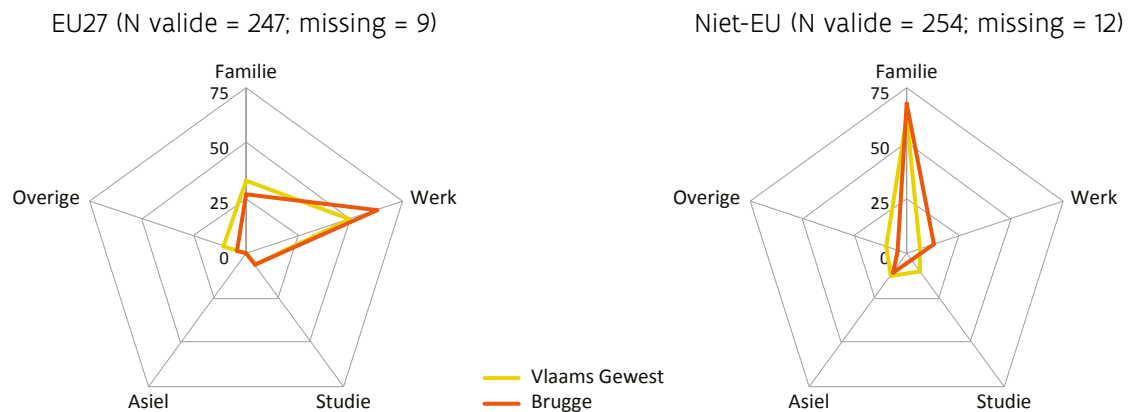 EU27 (N valide = 247; missing = 9)
Familie
75
50
25
0
Overige
Werk
Asiel
Studie
Niet-EU (N valide = 254; missing = 12)
Familie
75
50
25
0
Overige
Werk
Asiel
Studie
Vlaams Gewest
Brugge